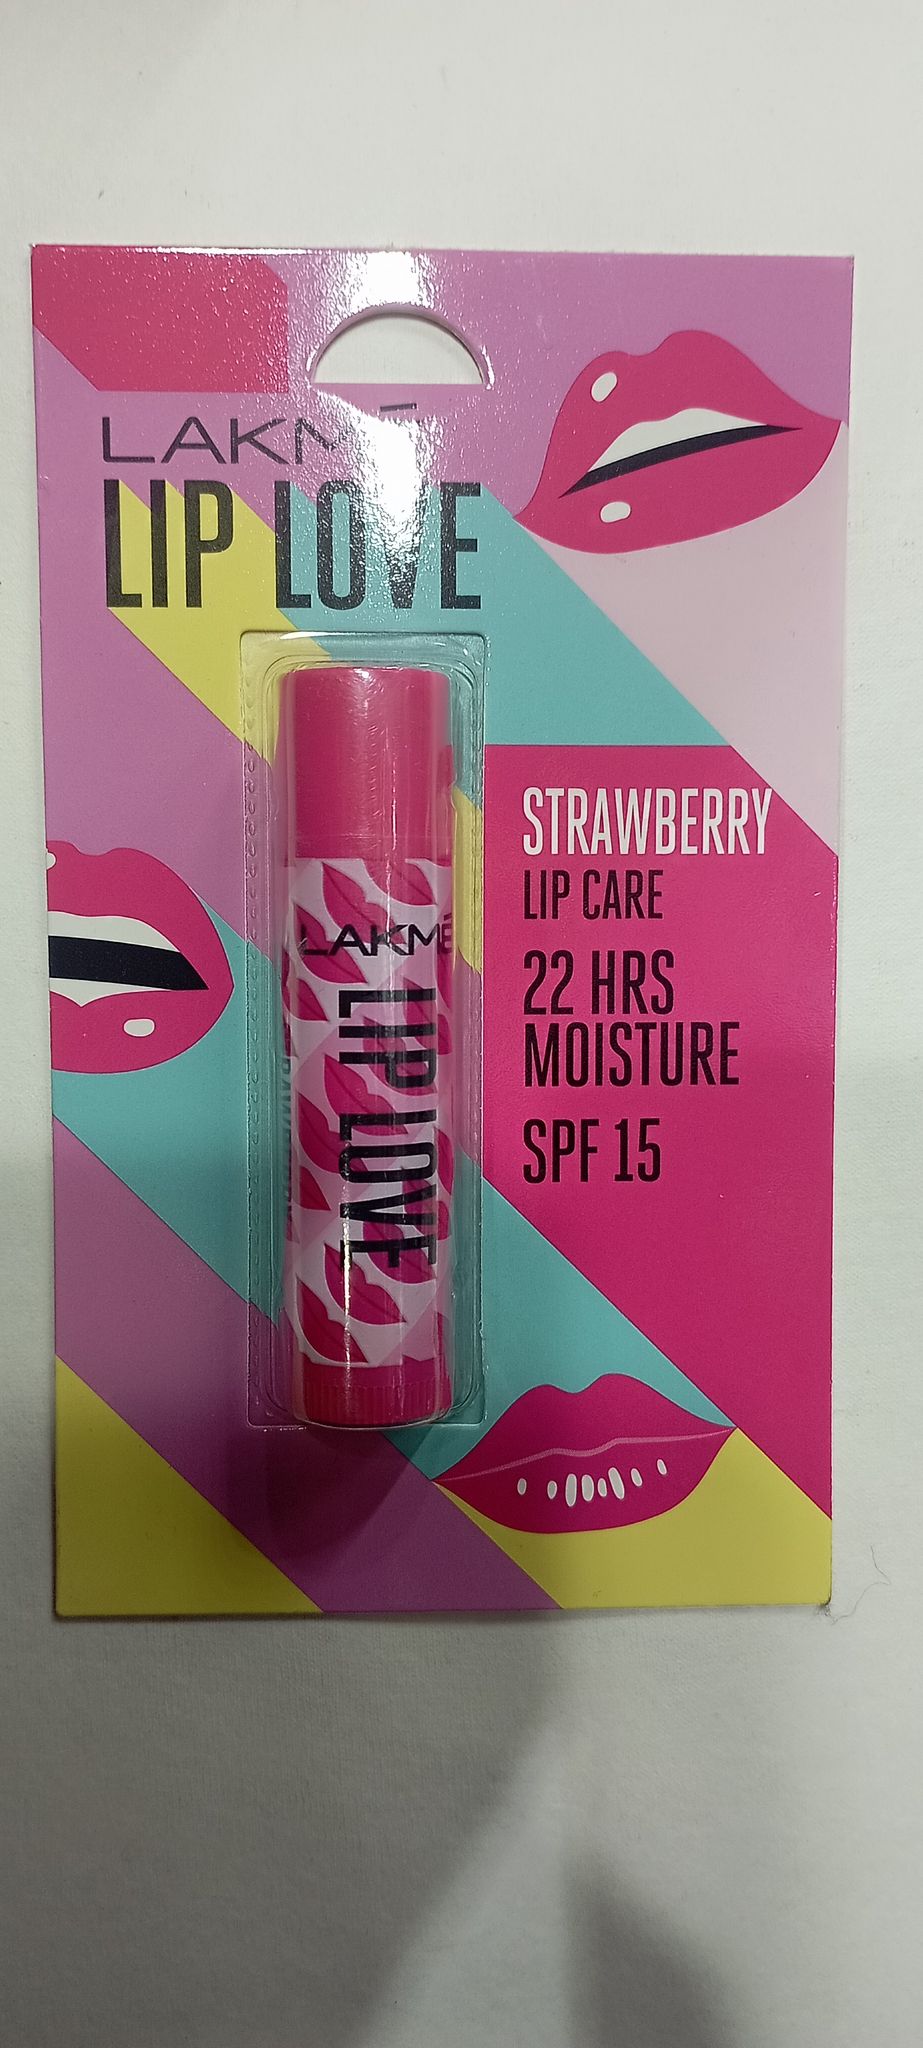 LAKMÉ
LIP LOVE
STRAWBERRY
LIP CARE
22 HRS
MOISTURE
SPF 15
LAKMÉ
LIP LOVE